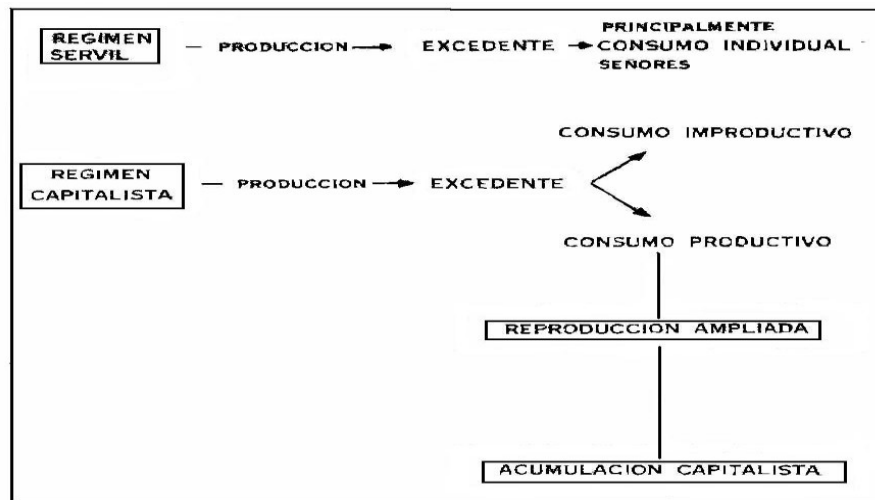 REGIMEN
SERVIL
PRODUCCION
EXCEDENTE
PRINCIPALMENTE
CONSUMO INDIVIDUAL
SEÑORES
CONSUMO IMPRODUCTIVO
REGIMEN
CAPITALISTA
PRODUCCION
EXCEDENTE
CONSUMO PRODUCTIVO
REPRODUCCION AMPLIADA
ACUMULACION CAPITALISTA